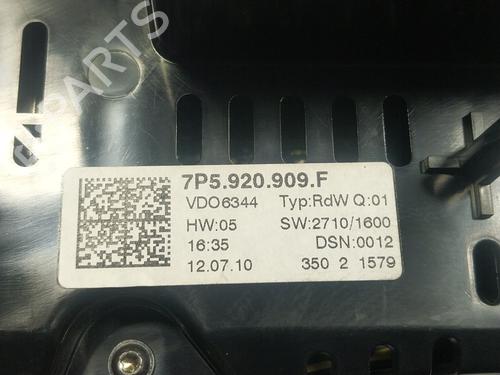 B-PARTS
7P5.920.909.F
VDO6344 Typ:RdW Q:01
HW:05 SW:2710/1600
16:35 DSN:0012
12.07.10 350 2 1579